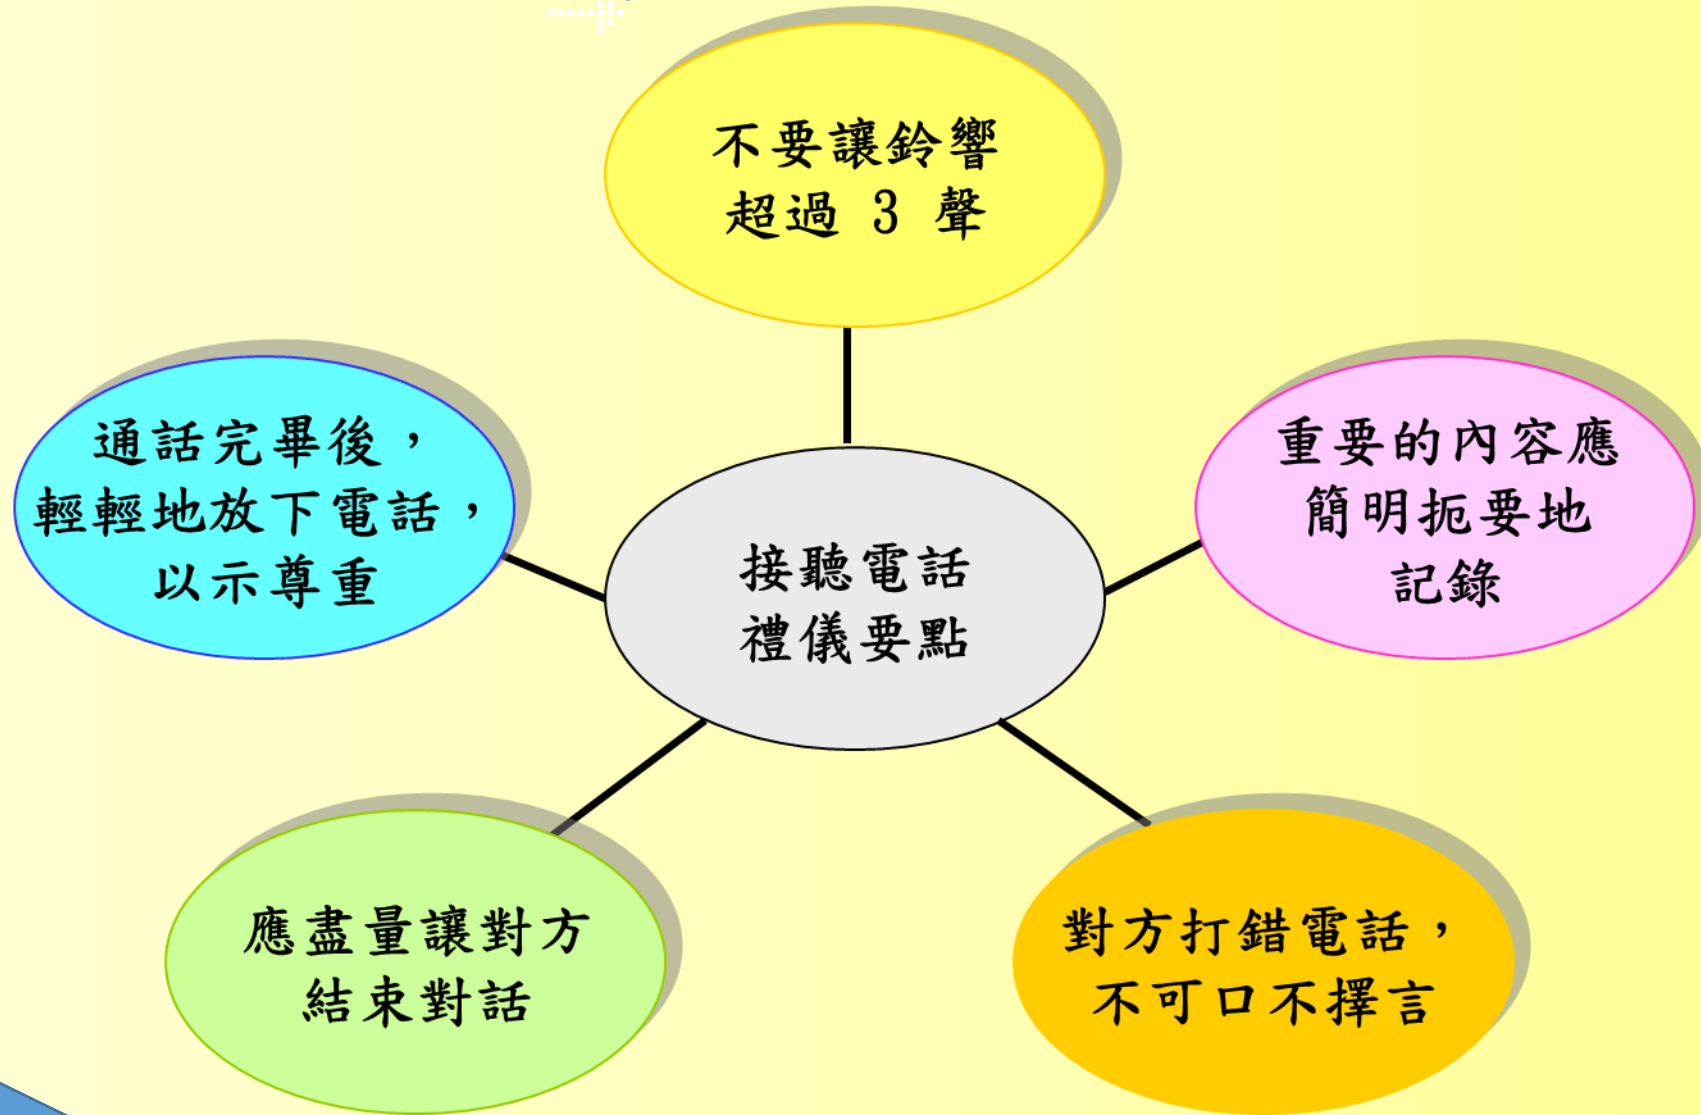 不要讓鈴響
超過 3 聲
通話完畢後，
輕輕地放下電話，
以示尊重
重要的內容應
簡明扼要地
記錄
接聽電話
禮儀要點
應盡量讓對方
結束對話
對方打錯電話，
不可口不擇言